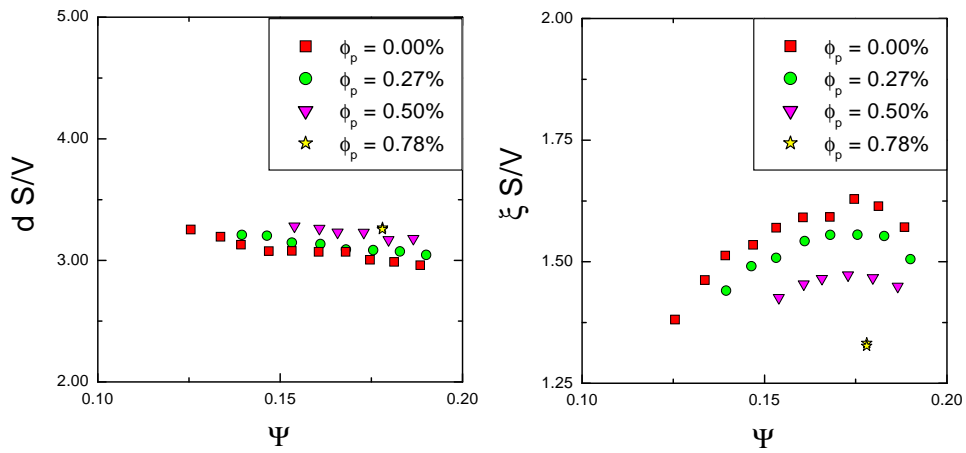 5.00
4.00
3.00
2.00
d S/V
ϕp = 0.00%
ϕp = 0.27%
ϕp = 0.50%
ϕp = 0.78%
0.10
0.15
0.20
Ψ
2.00
1.75
1.50
1.25
ξ S/V
ϕp = 0.00%
ϕp = 0.27%
ϕp = 0.50%
ϕp = 0.78%
0.10
0.15
0.20
Ψ